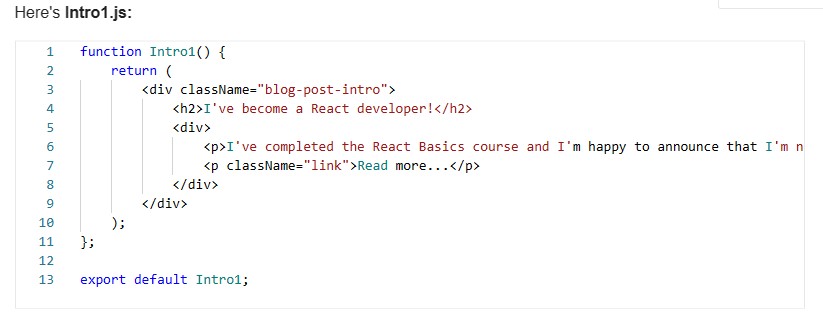 Here's Intro1.js:
1 function Intro1() {
2 return (
3 <div className="blog-post-intro">
4 <h2>I've become a React developer!</h2>
5 <div>
6 <p>I've completed the React Basics course and I'm happy to announce that I'm n
7 <p className="link">Read more...</p>
8 </div>
9 </div>
10 );
11 };
12
13 export default Intro1;